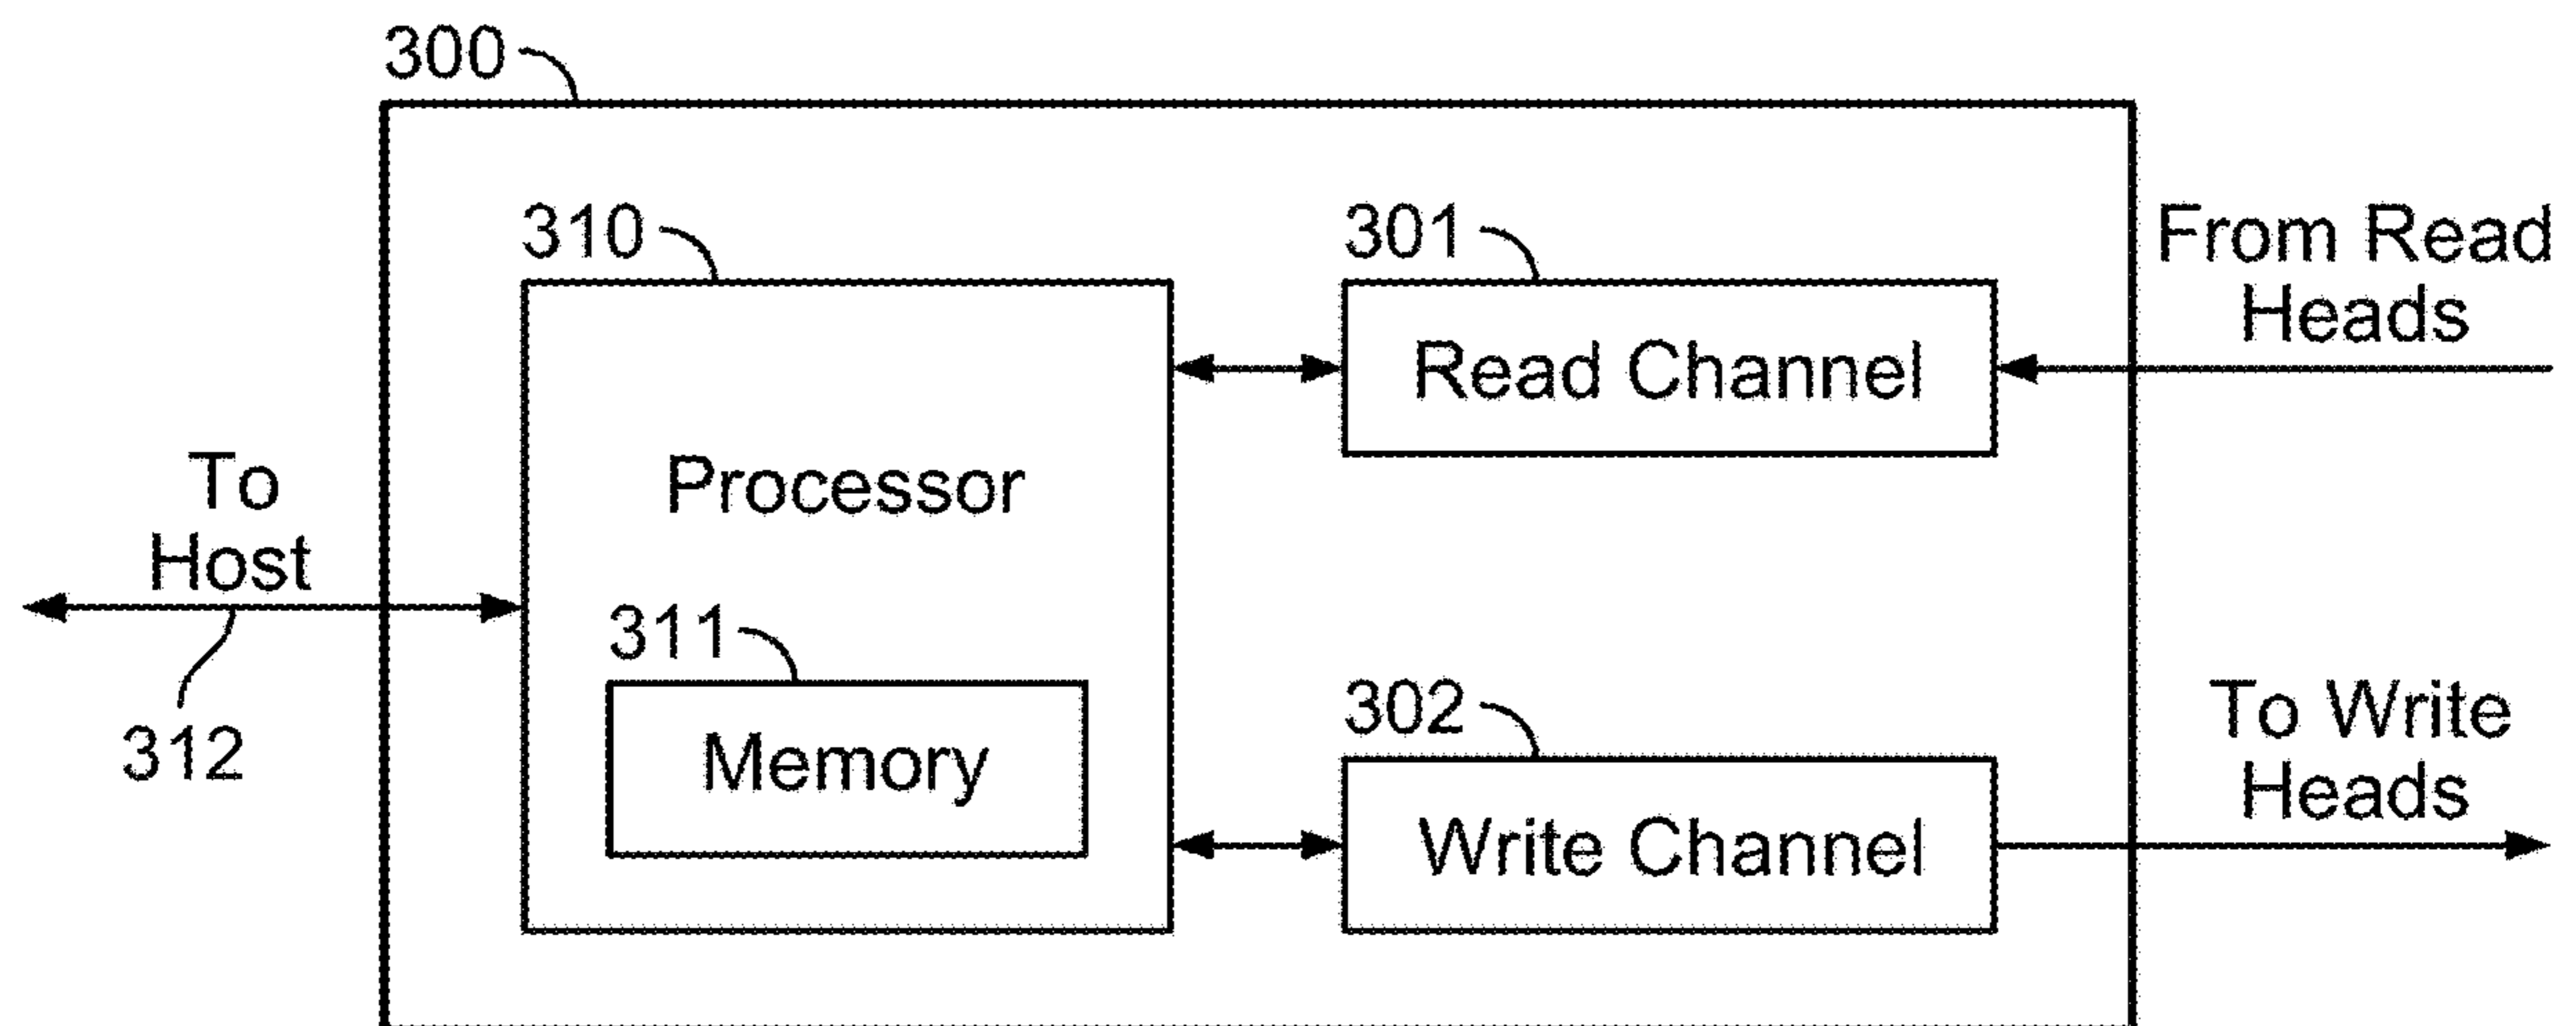 300
310
301
From Read
Heads
Read Channel
To
Host
Processor
311
312
Memory
302
To Write
Heads
Write Channel